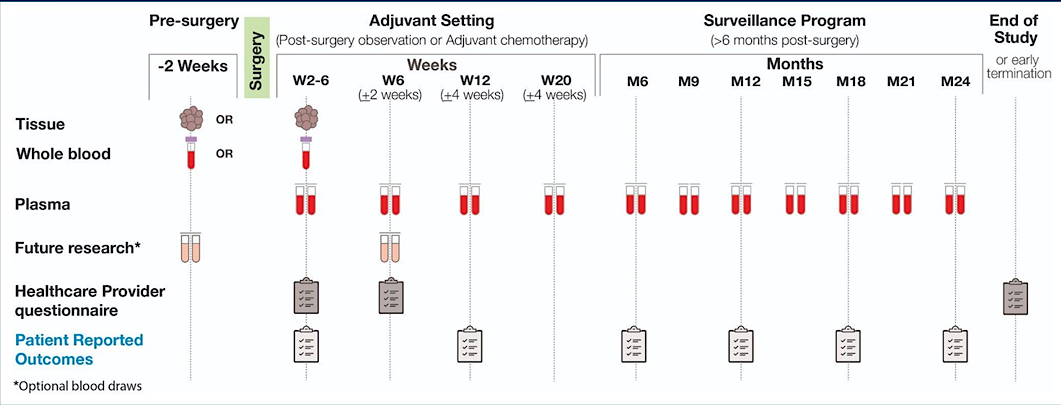 Pre-surgery
-2 Weeks
Surgery
Adjuvant Setting
(Post-surgery observation or Adjuvant chemotherapy)
Weeks
W2-6
W6
(±2 weeks)
W12
(±4 weeks)
W20
(±4 weeks)
Surveillance Program
(>6 months post-surgery)
Months
M6 M9 M12 M15 M18 M21 M24
End of
Study
or early
termination
Tissue
OR
Whole blood
OR
Plasma
Future research*
Healthcare Provider
questionnaire
Patient Reported
Outcomes
*Optional blood draws